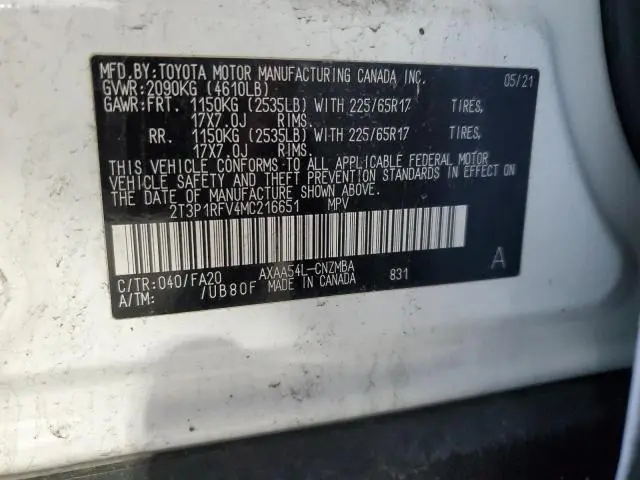 MFD.BY:TOYOTA MOTOR MANUFACTURING CANADA INC. 05/21
GVWR:2090KG (4610LB)
GAWR:FRT. 1150KG (2535LB) WITH 225/65R17 TIRES,
17X7.0J RIMS.
RR. 1150KG (2535LB) WITH 225/65R17 TIRES,
17X7.0J RIMS.
THIS VEHICLE CONFORMS TO ALL APPLICABLE FEDERAL MOTOR
VEHICLE SAFETY AND THEFT PREVENTION STANDARDS IN EFFECT ON
THE DATE OF MANUFACTURE SHOWN ABOVE.
2T3P1RFV4MC216651 MPV
C/TR:040/FA20 AXAA54L-CNZMBA 831 A
A/TM: /UB80F MADE IN CANADA